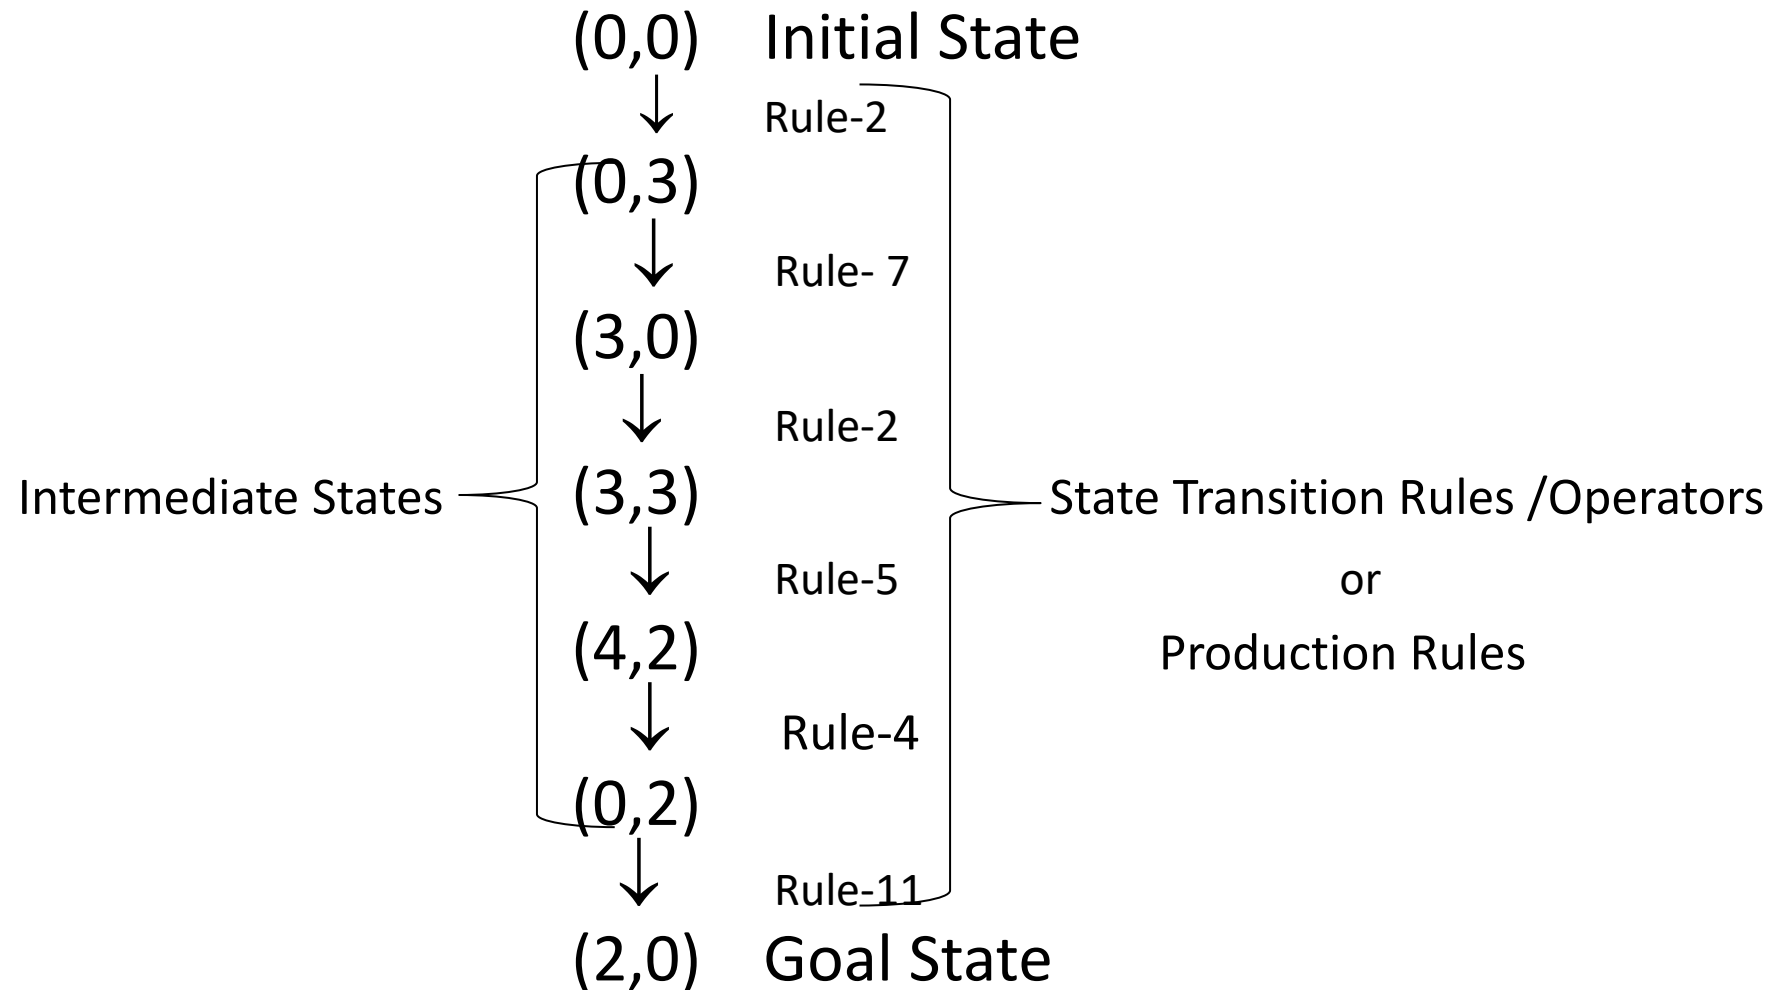 (0,0) Initial State
Rule-2
(0,3)
Rule- 7
(3,0)
Rule-2
Intermediate States (3,3) State Transition Rules /Operators
Rule-5 or
(4,2) Production Rules
Rule-4
(0,2)
Rule-11
(2,0) Goal State